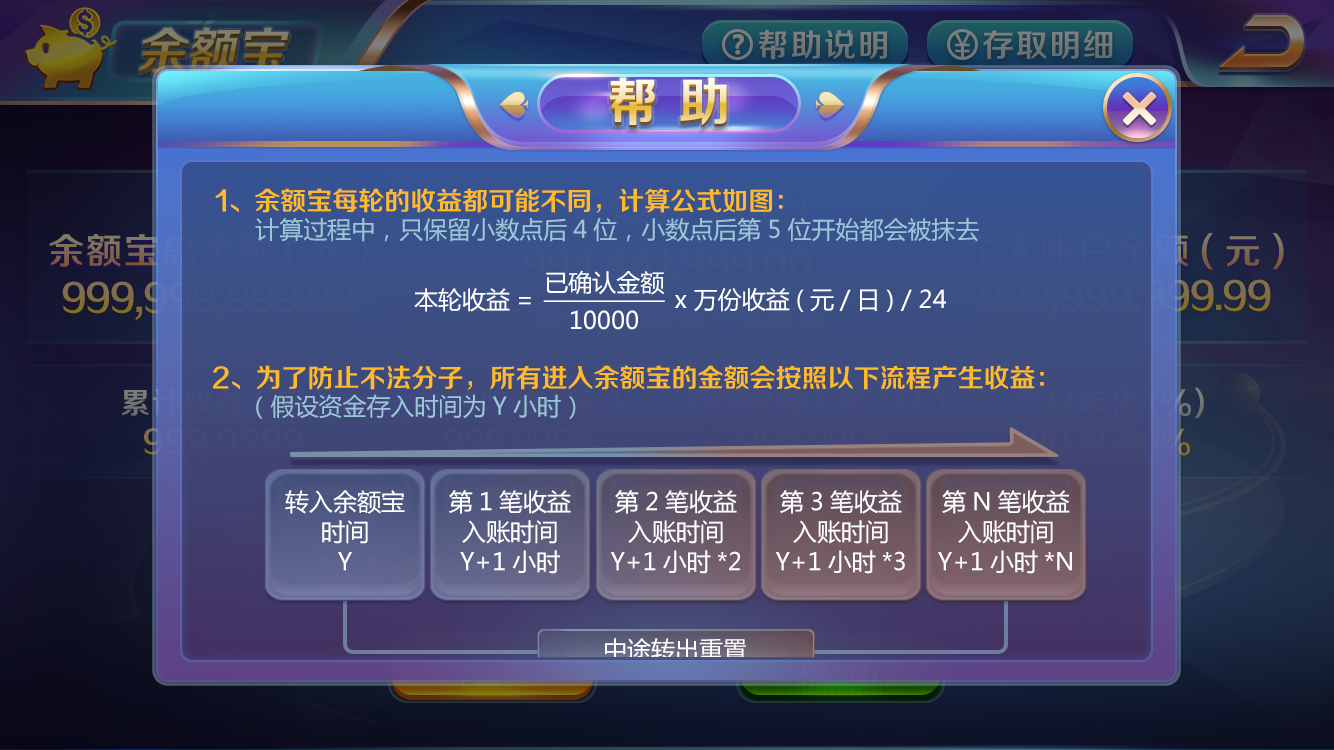 余额宝
帮助说明
存取明细
帮 助
1、余额宝每轮的收益都可能不同，计算公式如图：
计算过程中，只保留小数点后 4 位，小数点后第 5 位开始都会被抹去
本轮收益 = 已确认金额 / 10000 x 万份收益 ( 元 / 日 ) / 24
2、为了防止不法分子，所有进入余额宝的金额会按照以下流程产生收益：
（ 假设资金存入时间为 Y 小时 ）
转入余额宝
时间
Y
第 1 笔收益
入账时间
Y+1 小时
第 2 笔收益
入账时间
Y+1 小时 *2
第 3 笔收益
入账时间
Y+1 小时 *3
第 N 笔收益
入账时间
Y+1 小时 *N
中途转出重置
余额宝
999,9
额 ( 元 )
99.99
累计